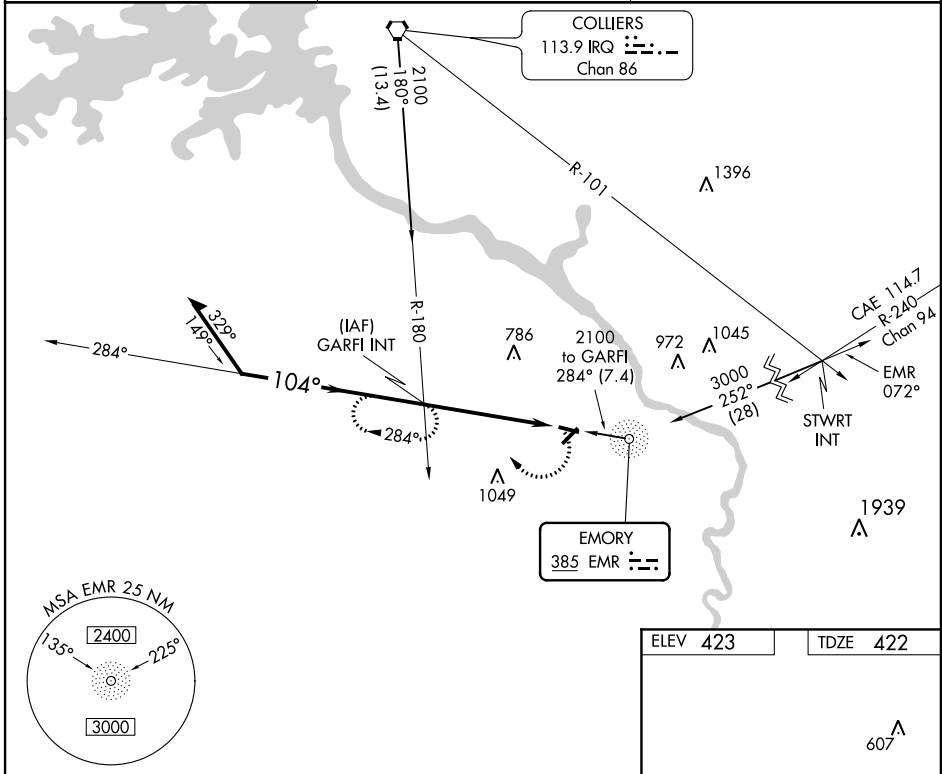 COLLIERS
113.9 IRQ
Chan 86
2100
180°
(13.4)
R-101
1396
CAE 114.7
R-240
Chan 94
R-180
(IAF)
GARFI INT
329°
149°
284°
104°
284°
786
2100
to GARFI
284° (7.4)
972
1045
3000
252°
(28)
EMR
072°
STWRT
INT
1049
1939
EMORY
385 EMR
MSA EMR 25 NM
2400
135°
225°
3000
ELEV 423
TDZE 422
607